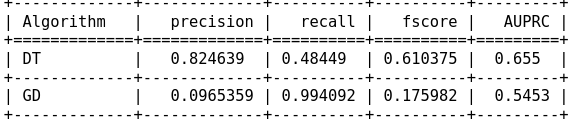 +-------------+-------------+----------+----------+---------+
| Algorithm   |   precision |   recall |   fscore |   AUPRC |
+=============+=============+==========+==========+=========+
| DT          |   0.824639  | 0.48449  | 0.610375 |  0.655  |
+-------------+-------------+----------+----------+---------+
| GD          |   0.0965359 | 0.994092 | 0.175982 |  0.5453 |
+-------------+-------------+----------+----------+---------+